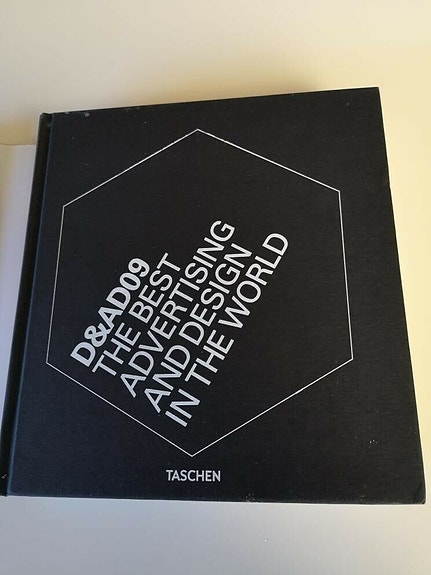 D&AD09
THE BEST
ADVERTISING
AND DESIGN
IN THE WORLD
TASCHEN